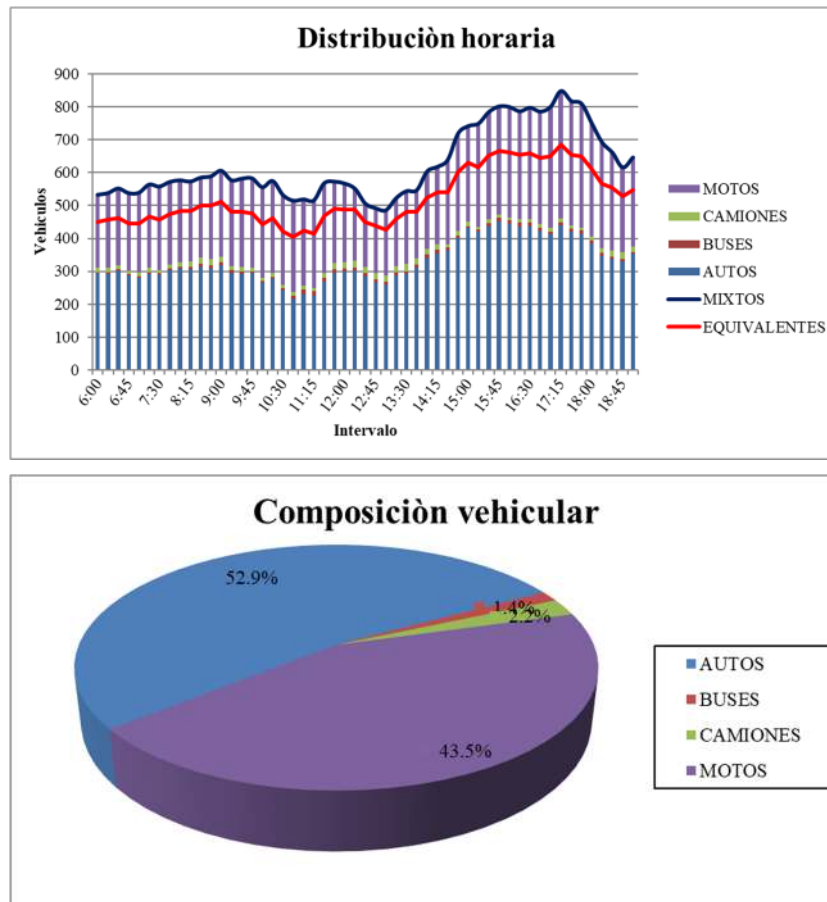 Distribuciòn horaria
Vehiculos
900
800
700
600
500
400
300
200
100
0
6:00
6:45
7:30
8:15
9:00
9:45
10:30
11:15
12:00
12:45
13:30
14:15
15:00
15:45
16:30
17:15
18:00
18:45
Intervalo
MOTOS
CAMIONES
BUSES
AUTOS
MIXTOS
EQUIVALENTES
Composiciòn vehicular
52.9%
1.4%
2.2%
43.5%
AUTOS
BUSES
CAMIONES
MOTOS